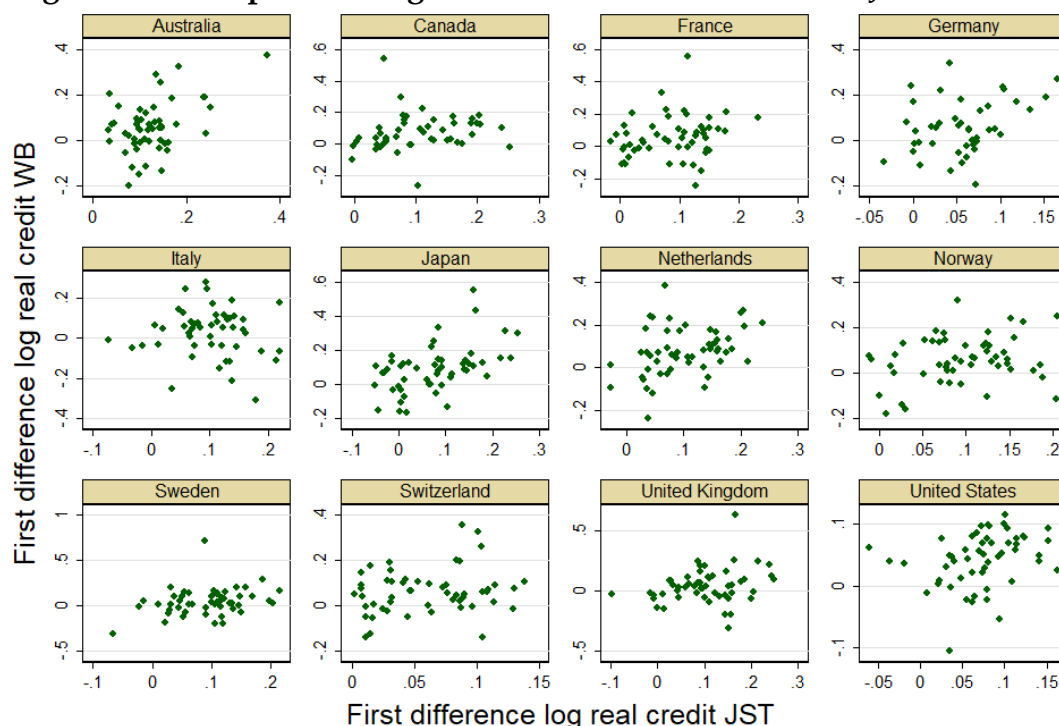 First difference log real credit WB
Australia
.4
.2
0
-.2
0 .1 .2 .3 .4
Canada
.6
.4
.2
0
-.2
0 .1 .2 .3
France
.6
.4
.2
0
-.2
0 .1 .2 .3
Germany
.4
.2
0
-.2
-.05 0 .05 .1 .15
Italy
.2
0
-.2
-.4
-.1 0 .1 .2
Japan
.6
.4
.2
0
-.2
-.1 0 .1 .2 .3
Netherlands
.4
.2
0
-.2
0 .1 .2 .3
Norway
.4
.2
0
-.2
0 .05 .1 .15 .2
Sweden
1
.5
0
-.5
-.1 0 .1 .2
Switzerland
.4
.2
0
-.2
0 .05 .10 .15
United Kingdom
.5
0
-.5
-.1 0 .1 .2 .3
United States
.1
.05
0
-.1
-.05 0 .05 .1 .15
First difference log real credit JST